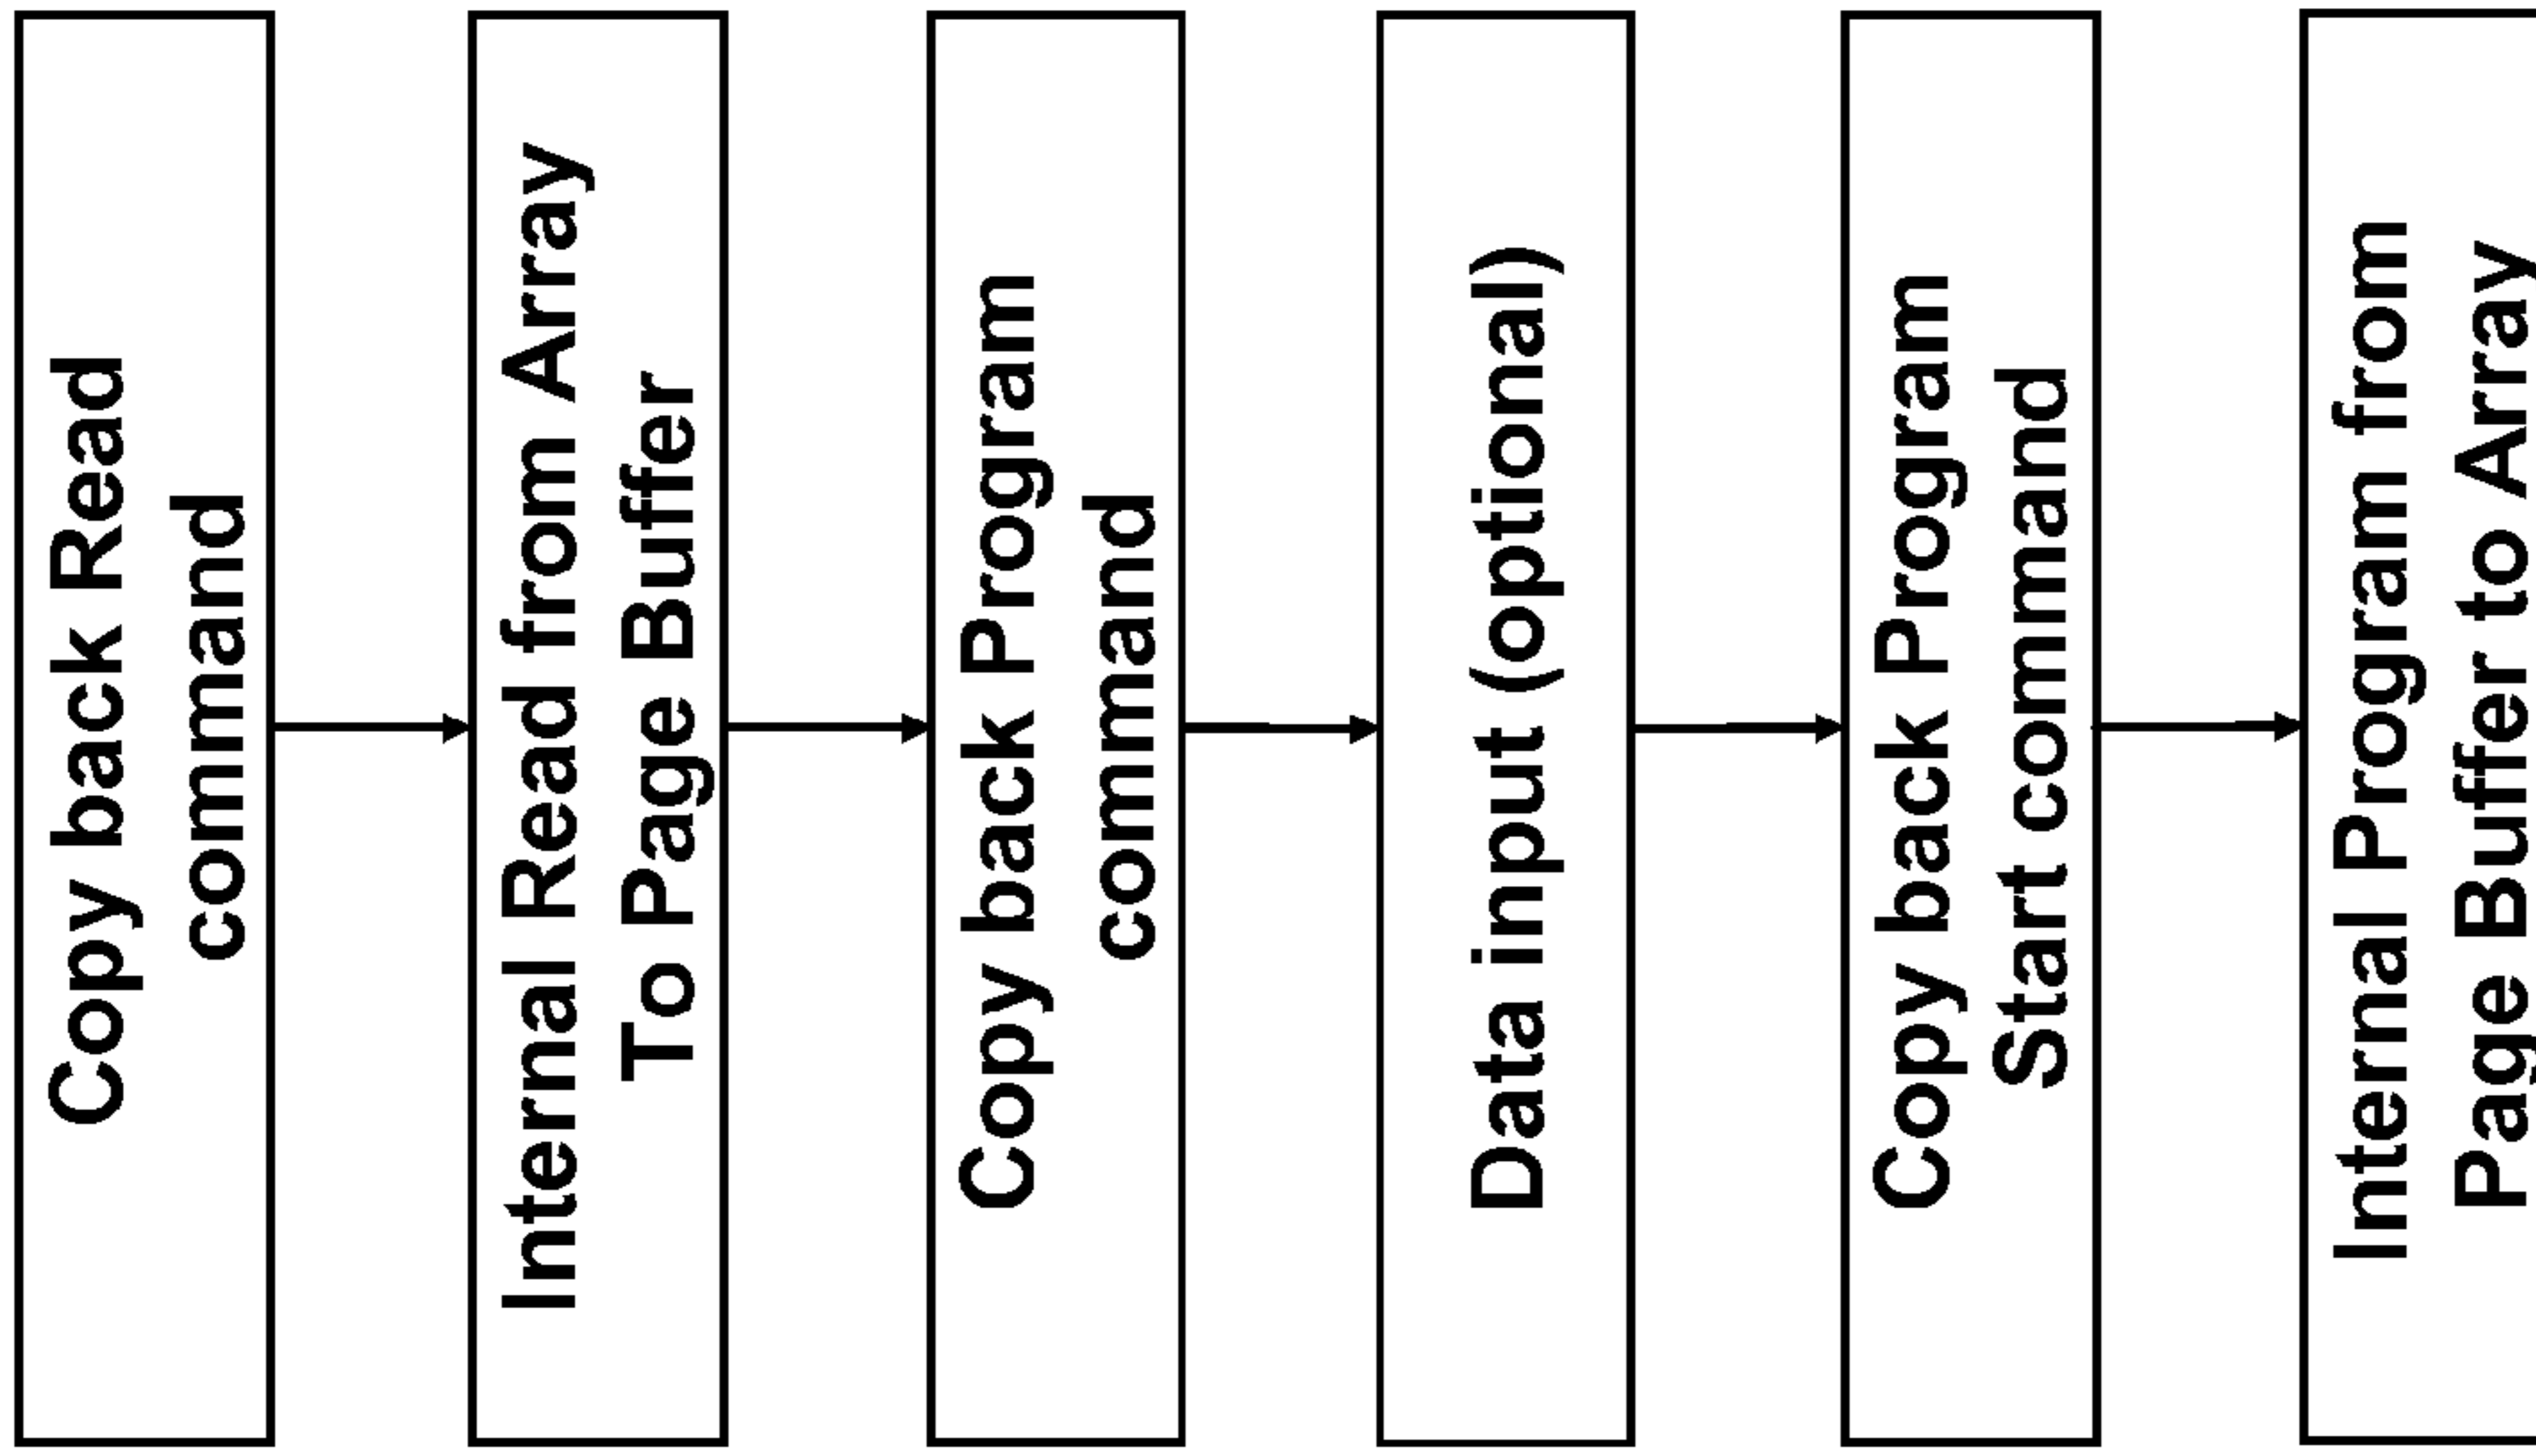 Copy back Read
command
Internal Read from Array
To Page Buffer
Copy back Program
command
Data input (optional)
Copy back Program
Start command
Internal Program from
Page Buffer to Array